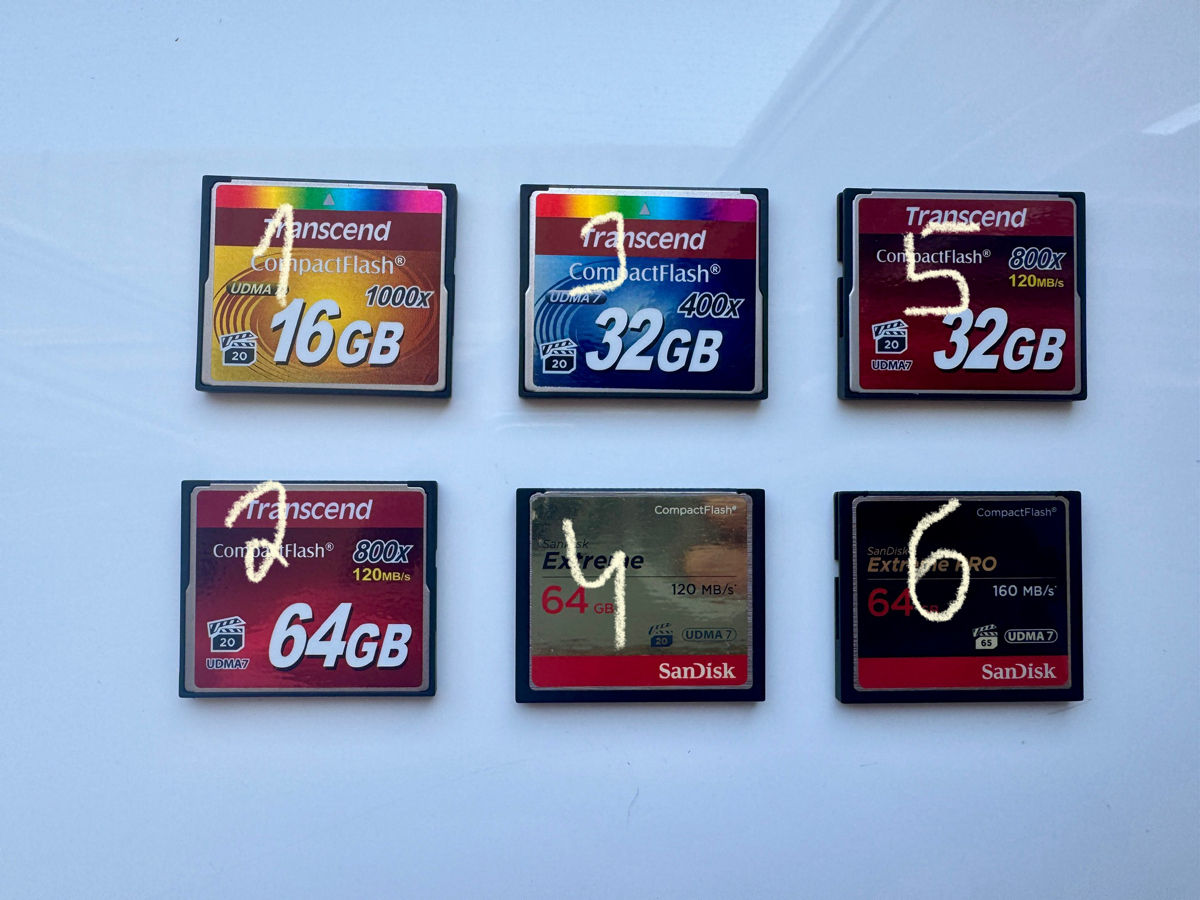 1
Transcend
CompactFlash®
UDMA 7
1000x
20
16GB
3
Transcend
CompactFlash®
UDMA 7
400x
20
32GB
5
Transcend
CompactFlash®
800x
120MB/s
20
UDMA7
32GB
2
Transcend
CompactFlash®
800x
120MB/s
20
UDMA7
64GB
4
CompactFlash®
SanDisk
Extreme
64 GB
120 MB/s*
20 UDMA 7
SanDisk
6
CompactFlash®
SanDisk
Extreme PRO
64 GB
160 MB/s*
65 UDMA 7
SanDisk